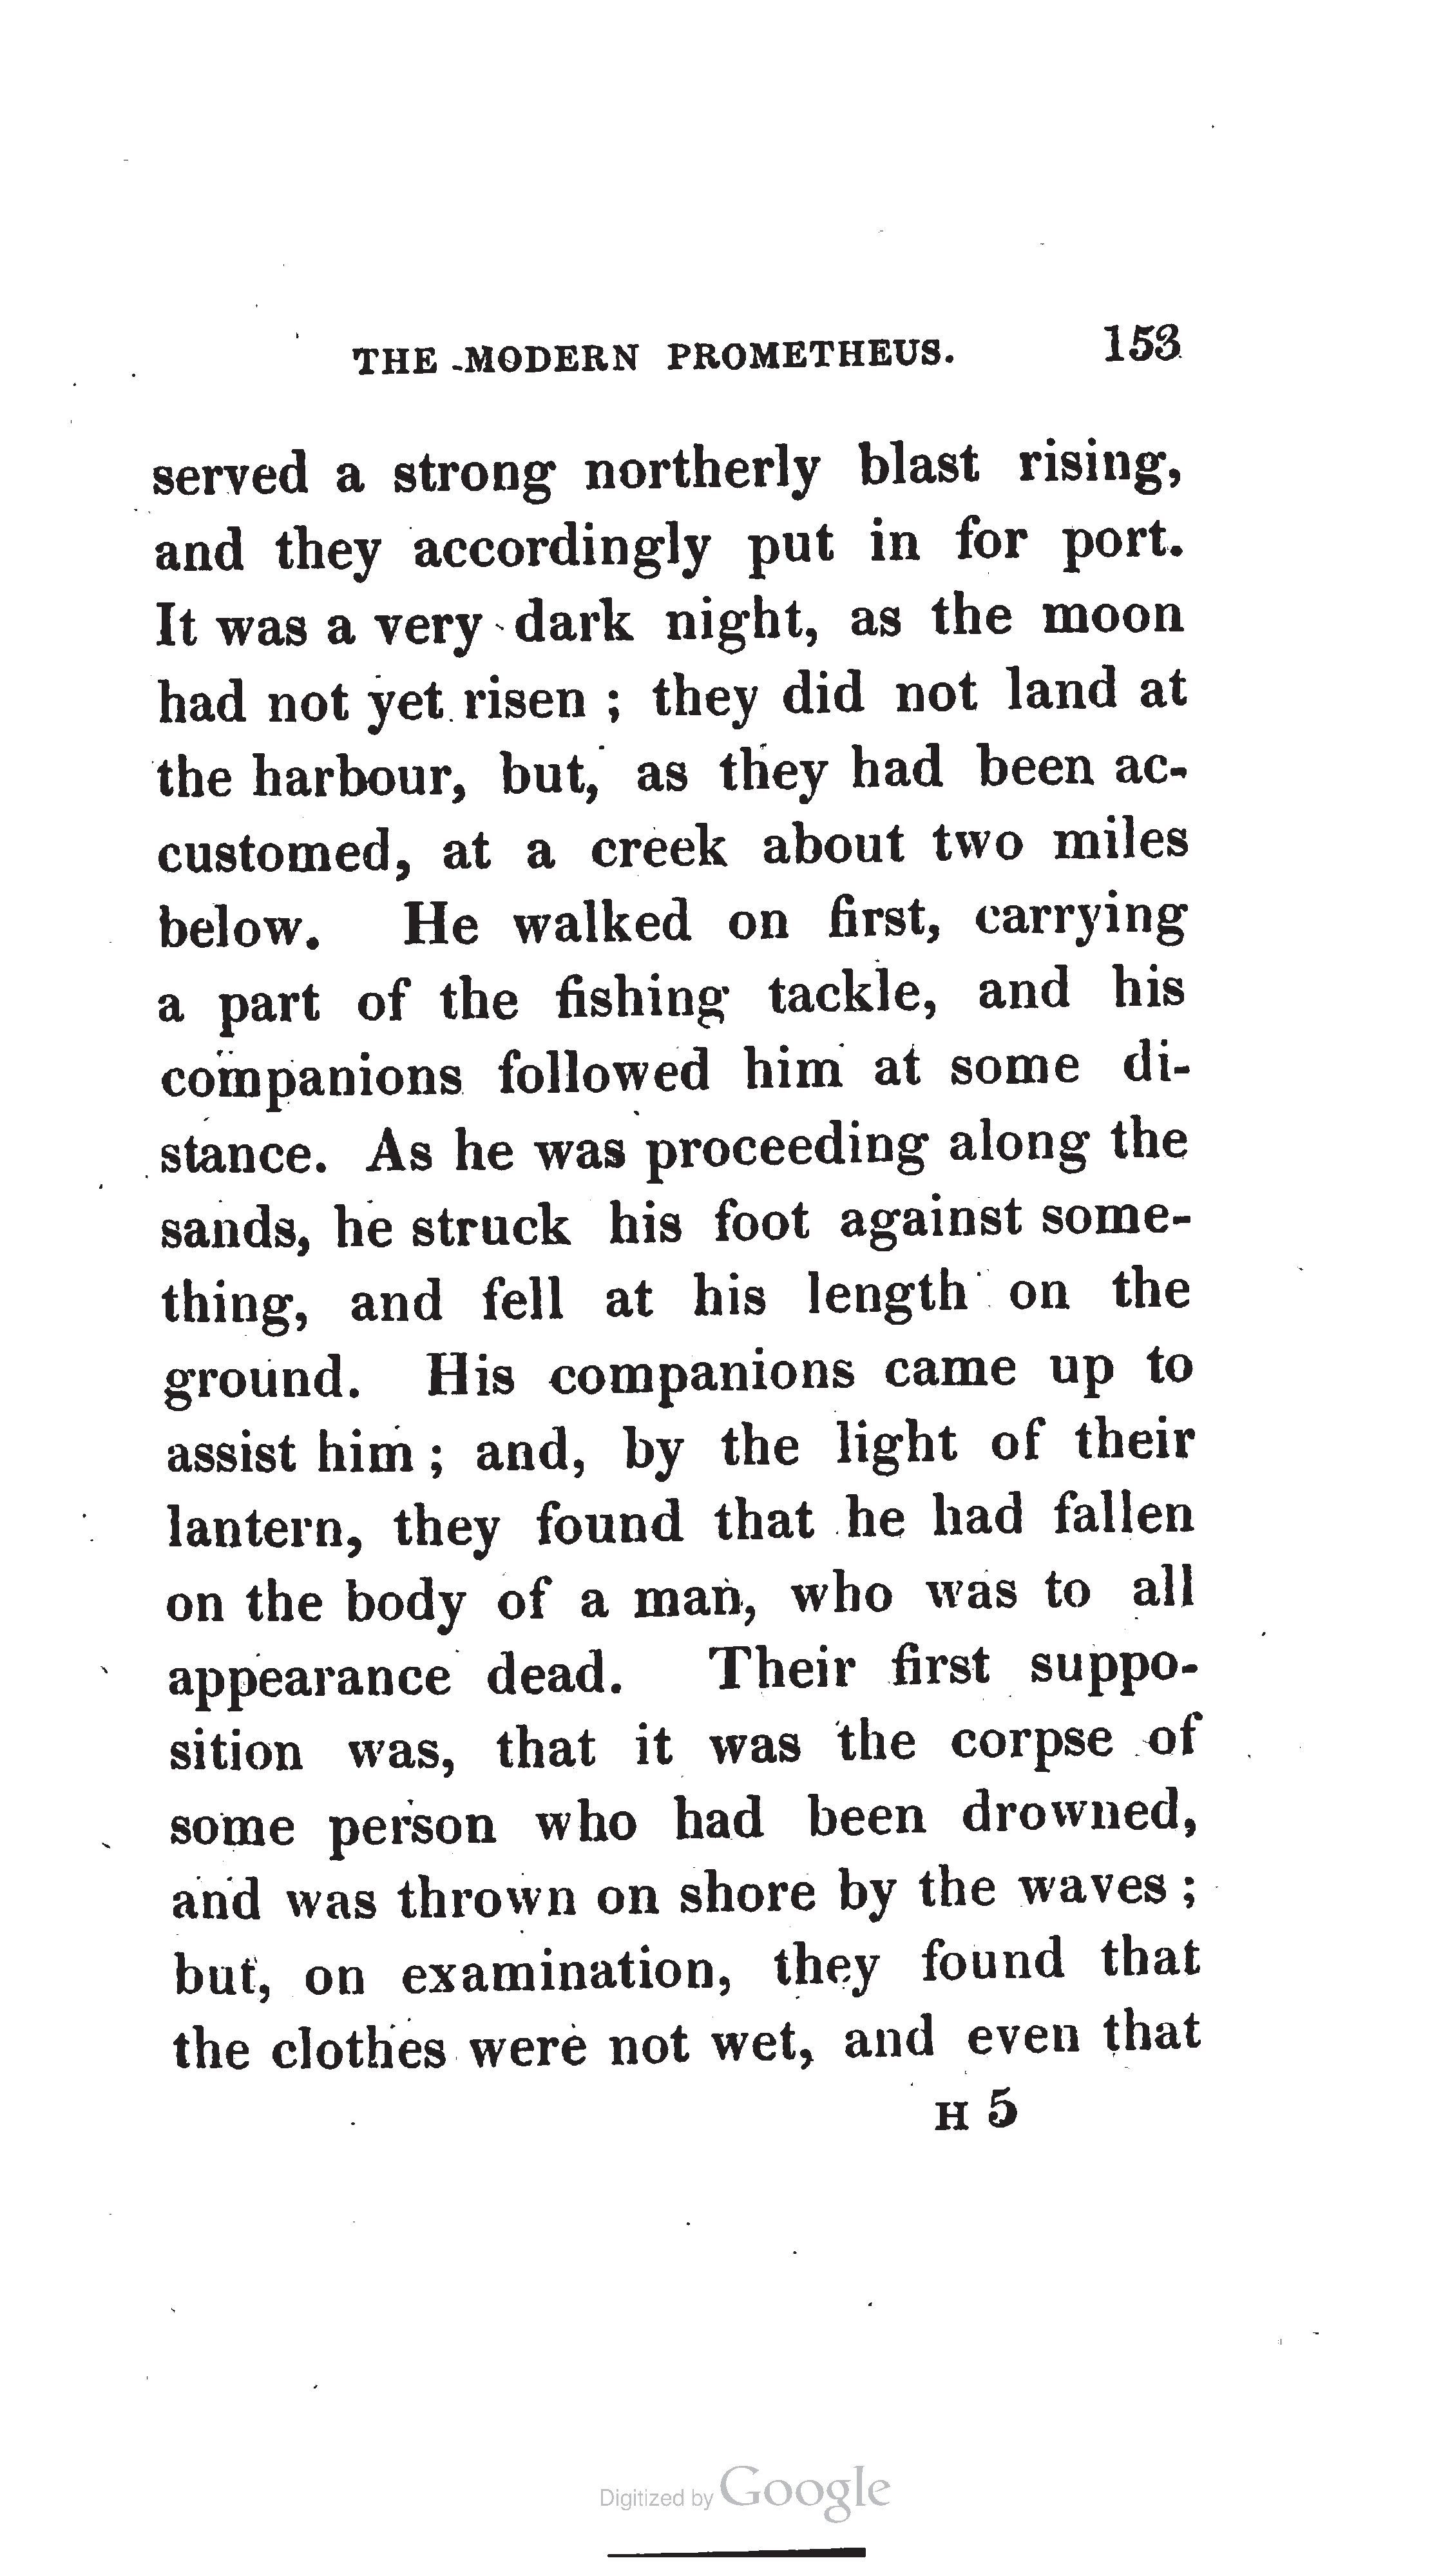 THE MODERN PROMETHEUS. 153
served a strong northerly blast rising,
and they accordingly put in for port.
It was a very dark night, as the moon
had not yet risen ; they did not land at
the harbour, but, as they had been ac-
customed, at a creek about two miles
below. He walked on first, carrying
a part of the fishing tackle, and his
companions followed him at some di-
stance. As he was proceeding along the
sands, he struck his foot against some-
thing, and fell at his length on the
ground. His companions came up to
assist him ; and, by the light of their
lantern, they found that he had fallen
on the body of a man, who was to all
appearance dead. Their first suppo-
sition was, that it was the corpse of
some person who had been drowned,
and was thrown on shore by the waves ;
but, on examination, they found that
the clothes were not wet, and even that
H 5
Digitized by Google